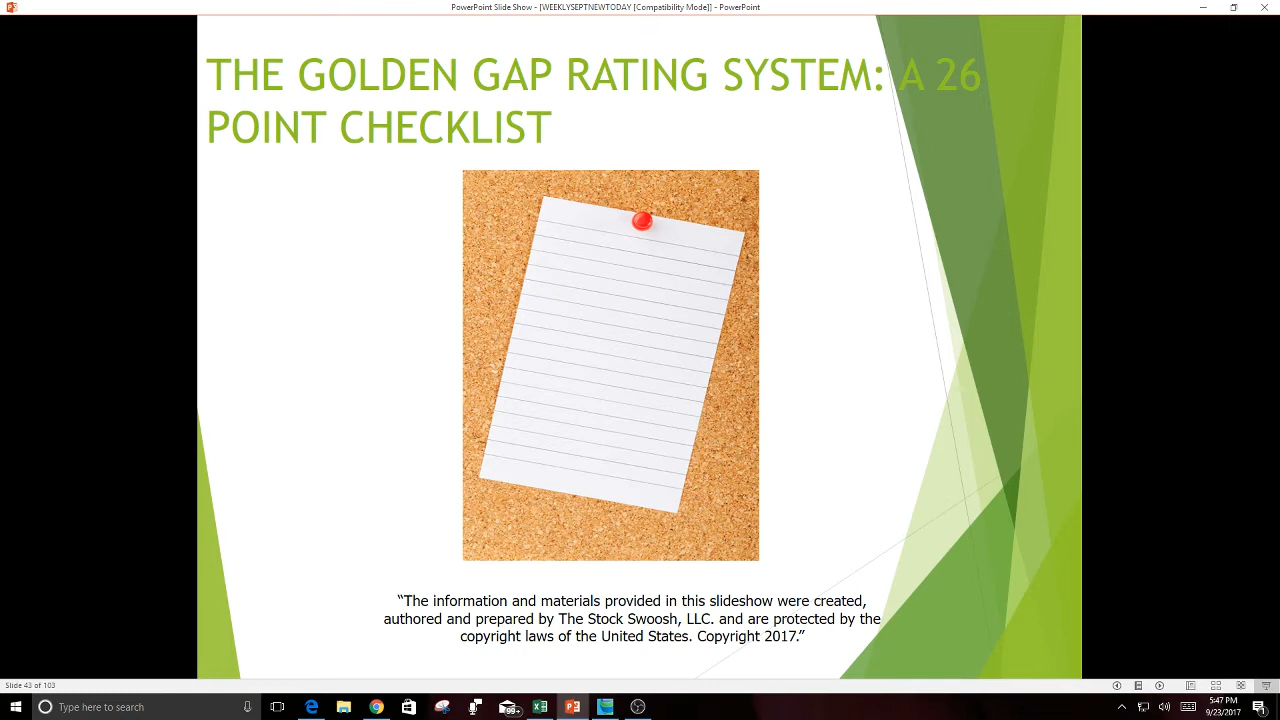 PowerPoint Slide Show - [WEEKLYSEPTNEWTODAY [Compatibility Mode]] - PowerPoint
THE GOLDEN GAP RATING SYSTEM: A 26
POINT CHECKLIST
“The information and materials provided in this slideshow were created,
authored and prepared by The Stock Swoosh, LLC. and are protected by the
copyright laws of the United States. Copyright 2017.”
Slide 43 of 103
Type here to search
96+
5:47 PM
9/23/2017